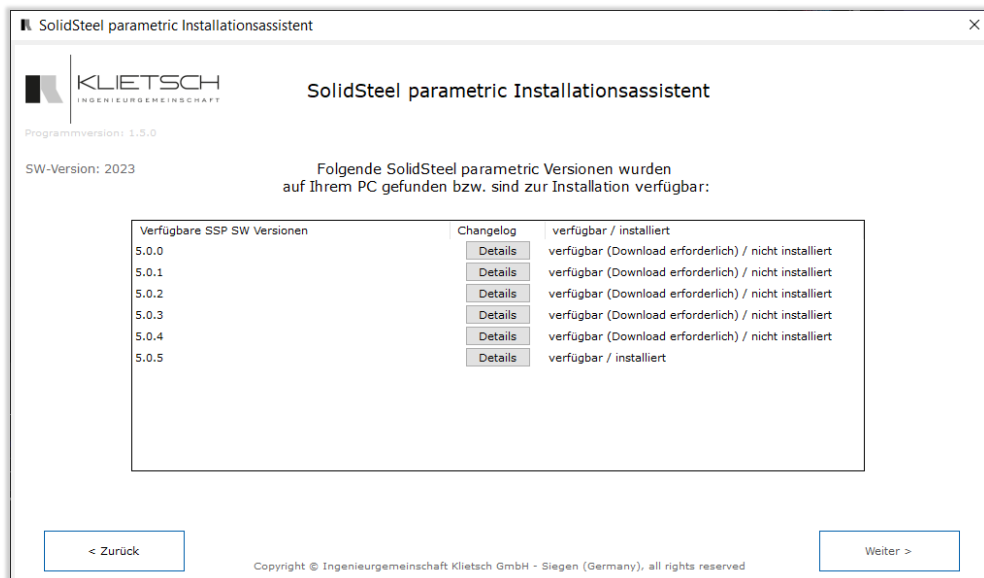 SolidSteel parametric Installationsassistent
KLIETSCH
INGENIEURGEMEINSCHAFT
SolidSteel parametric Installationsassistent
Programmversion: 1.5.0
SW-Version: 2023
Folgende SolidSteel parametric Versionen wurden
auf Ihrem PC gefunden bzw. sind zur Installation verfügbar:
Verfügbare SSP SW Versionen Changelog verfügbar / installiert
5.0.0 Details verfügbar (Download erforderlich) / nicht installiert
5.0.1 Details verfügbar (Download erforderlich) / nicht installiert
5.0.2 Details verfügbar (Download erforderlich) / nicht installiert
5.0.3 Details verfügbar (Download erforderlich) / nicht installiert
5.0.4 Details verfügbar (Download erforderlich) / nicht installiert
5.0.5 Details verfügbar / installiert
< Zurück
Weiter >
Copyright © Ingenieurgemeinschaft Klietsch GmbH - Siegen (Germany), all rights reserved